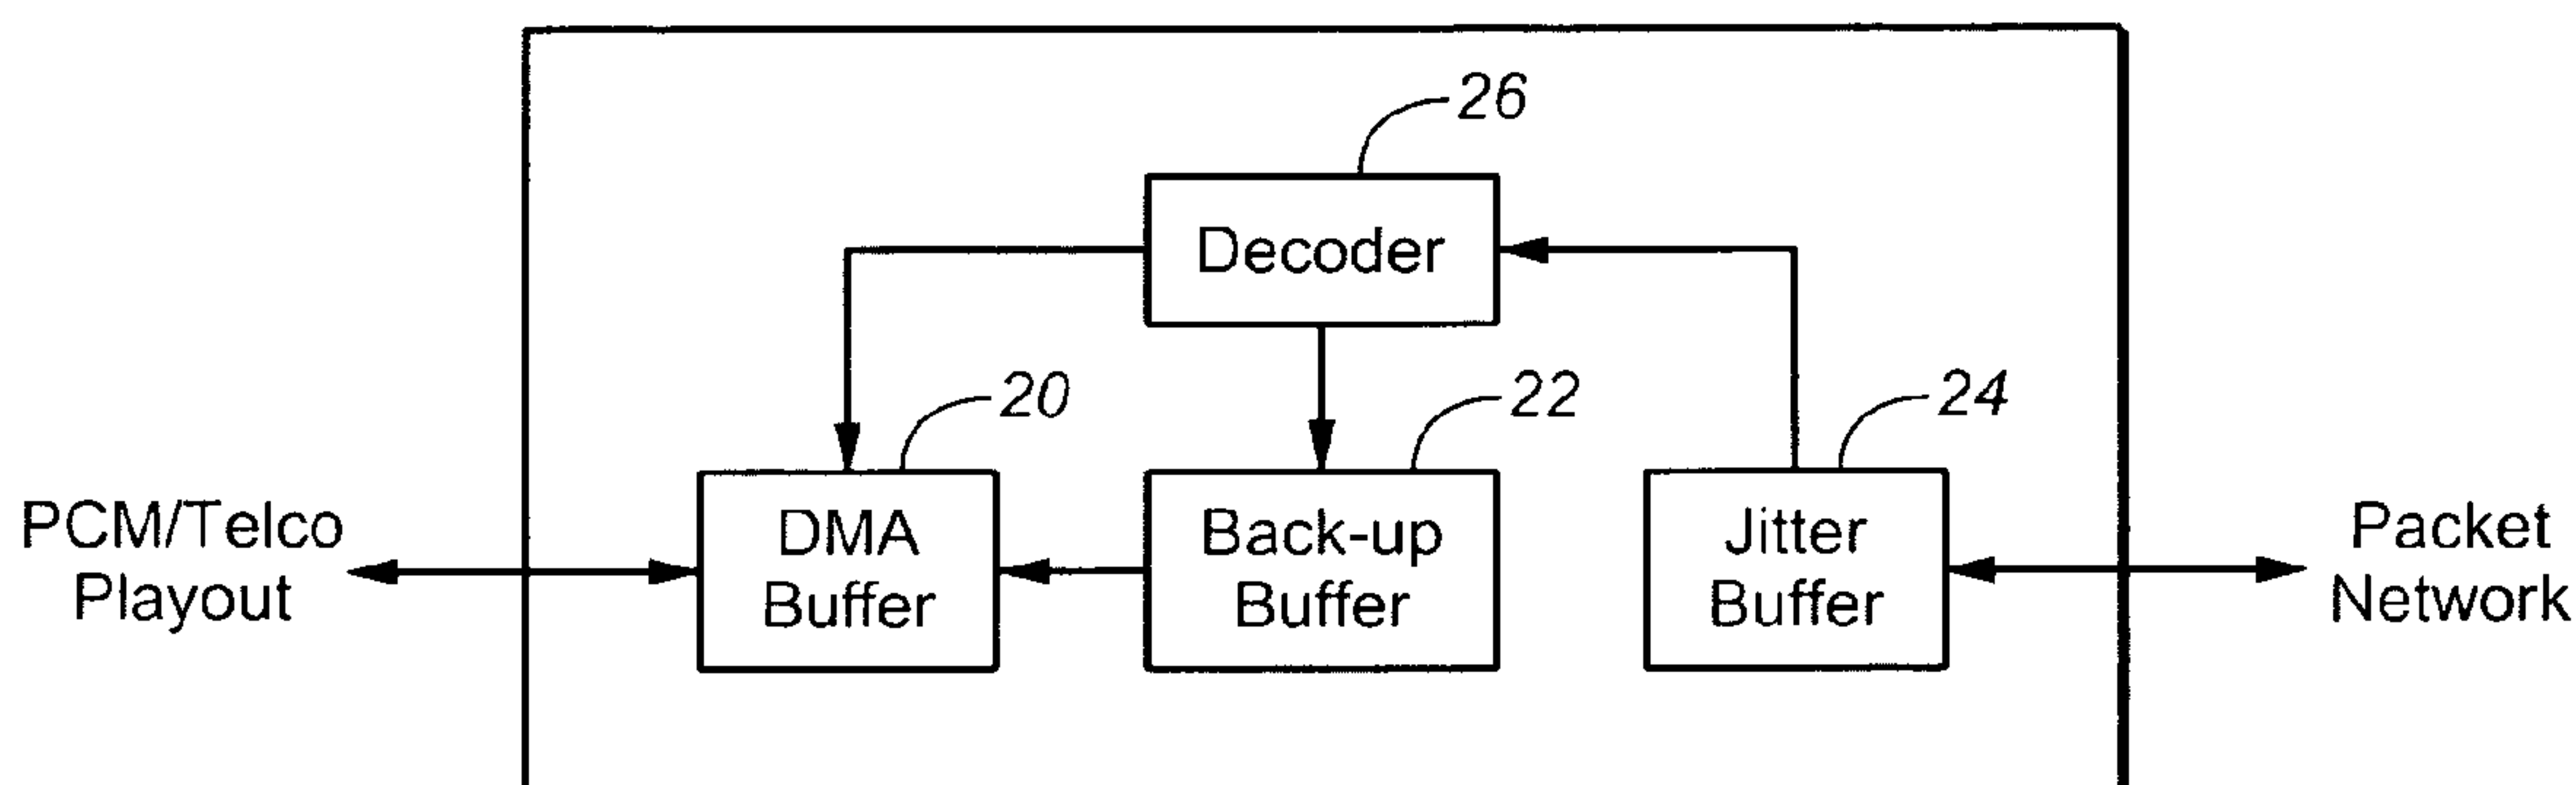 26
Decoder
20
22
24
PCM/Telco
Playout
DMA
Buffer
Back-up
Buffer
Jitter
Buffer
Packet
Network